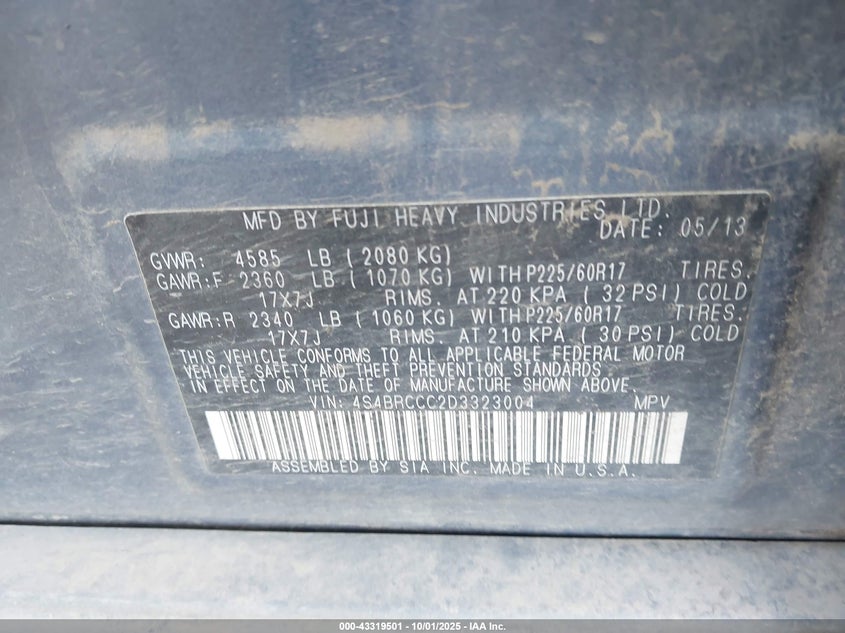 MFD BY FUJI HEAVY INDUSTRIES LTD.
DATE: 05/13
GVWR: 4585 LB ( 2080 KG)
GAWR:F 2360 LB ( 1070 KG) WITH P225/60R17 TIRES.
17X7J RIMS. AT 220 KPA ( 32 PSI) COLD
GAWR:R 2340 LB ( 1060 KG) WITH P225/60R17 TIRES.
17X7J RIMS. AT 210 KPA ( 30 PSI) COLD
THIS VEHICLE CONFORMS TO ALL APPLICABLE FEDERAL MOTOR
VEHICLE SAFETY AND THEFT PREVENTION STANDARDS
IN EFFECT ON THE DATE OF MANUFACTURE SHOWN ABOVE.
VIN: 4S4BRCCC2D3323004 MPV
ASSEMBLED BY SIA INC. MADE IN U.S.A.
000-43319501 - 10/01/2025 - IAA Inc.